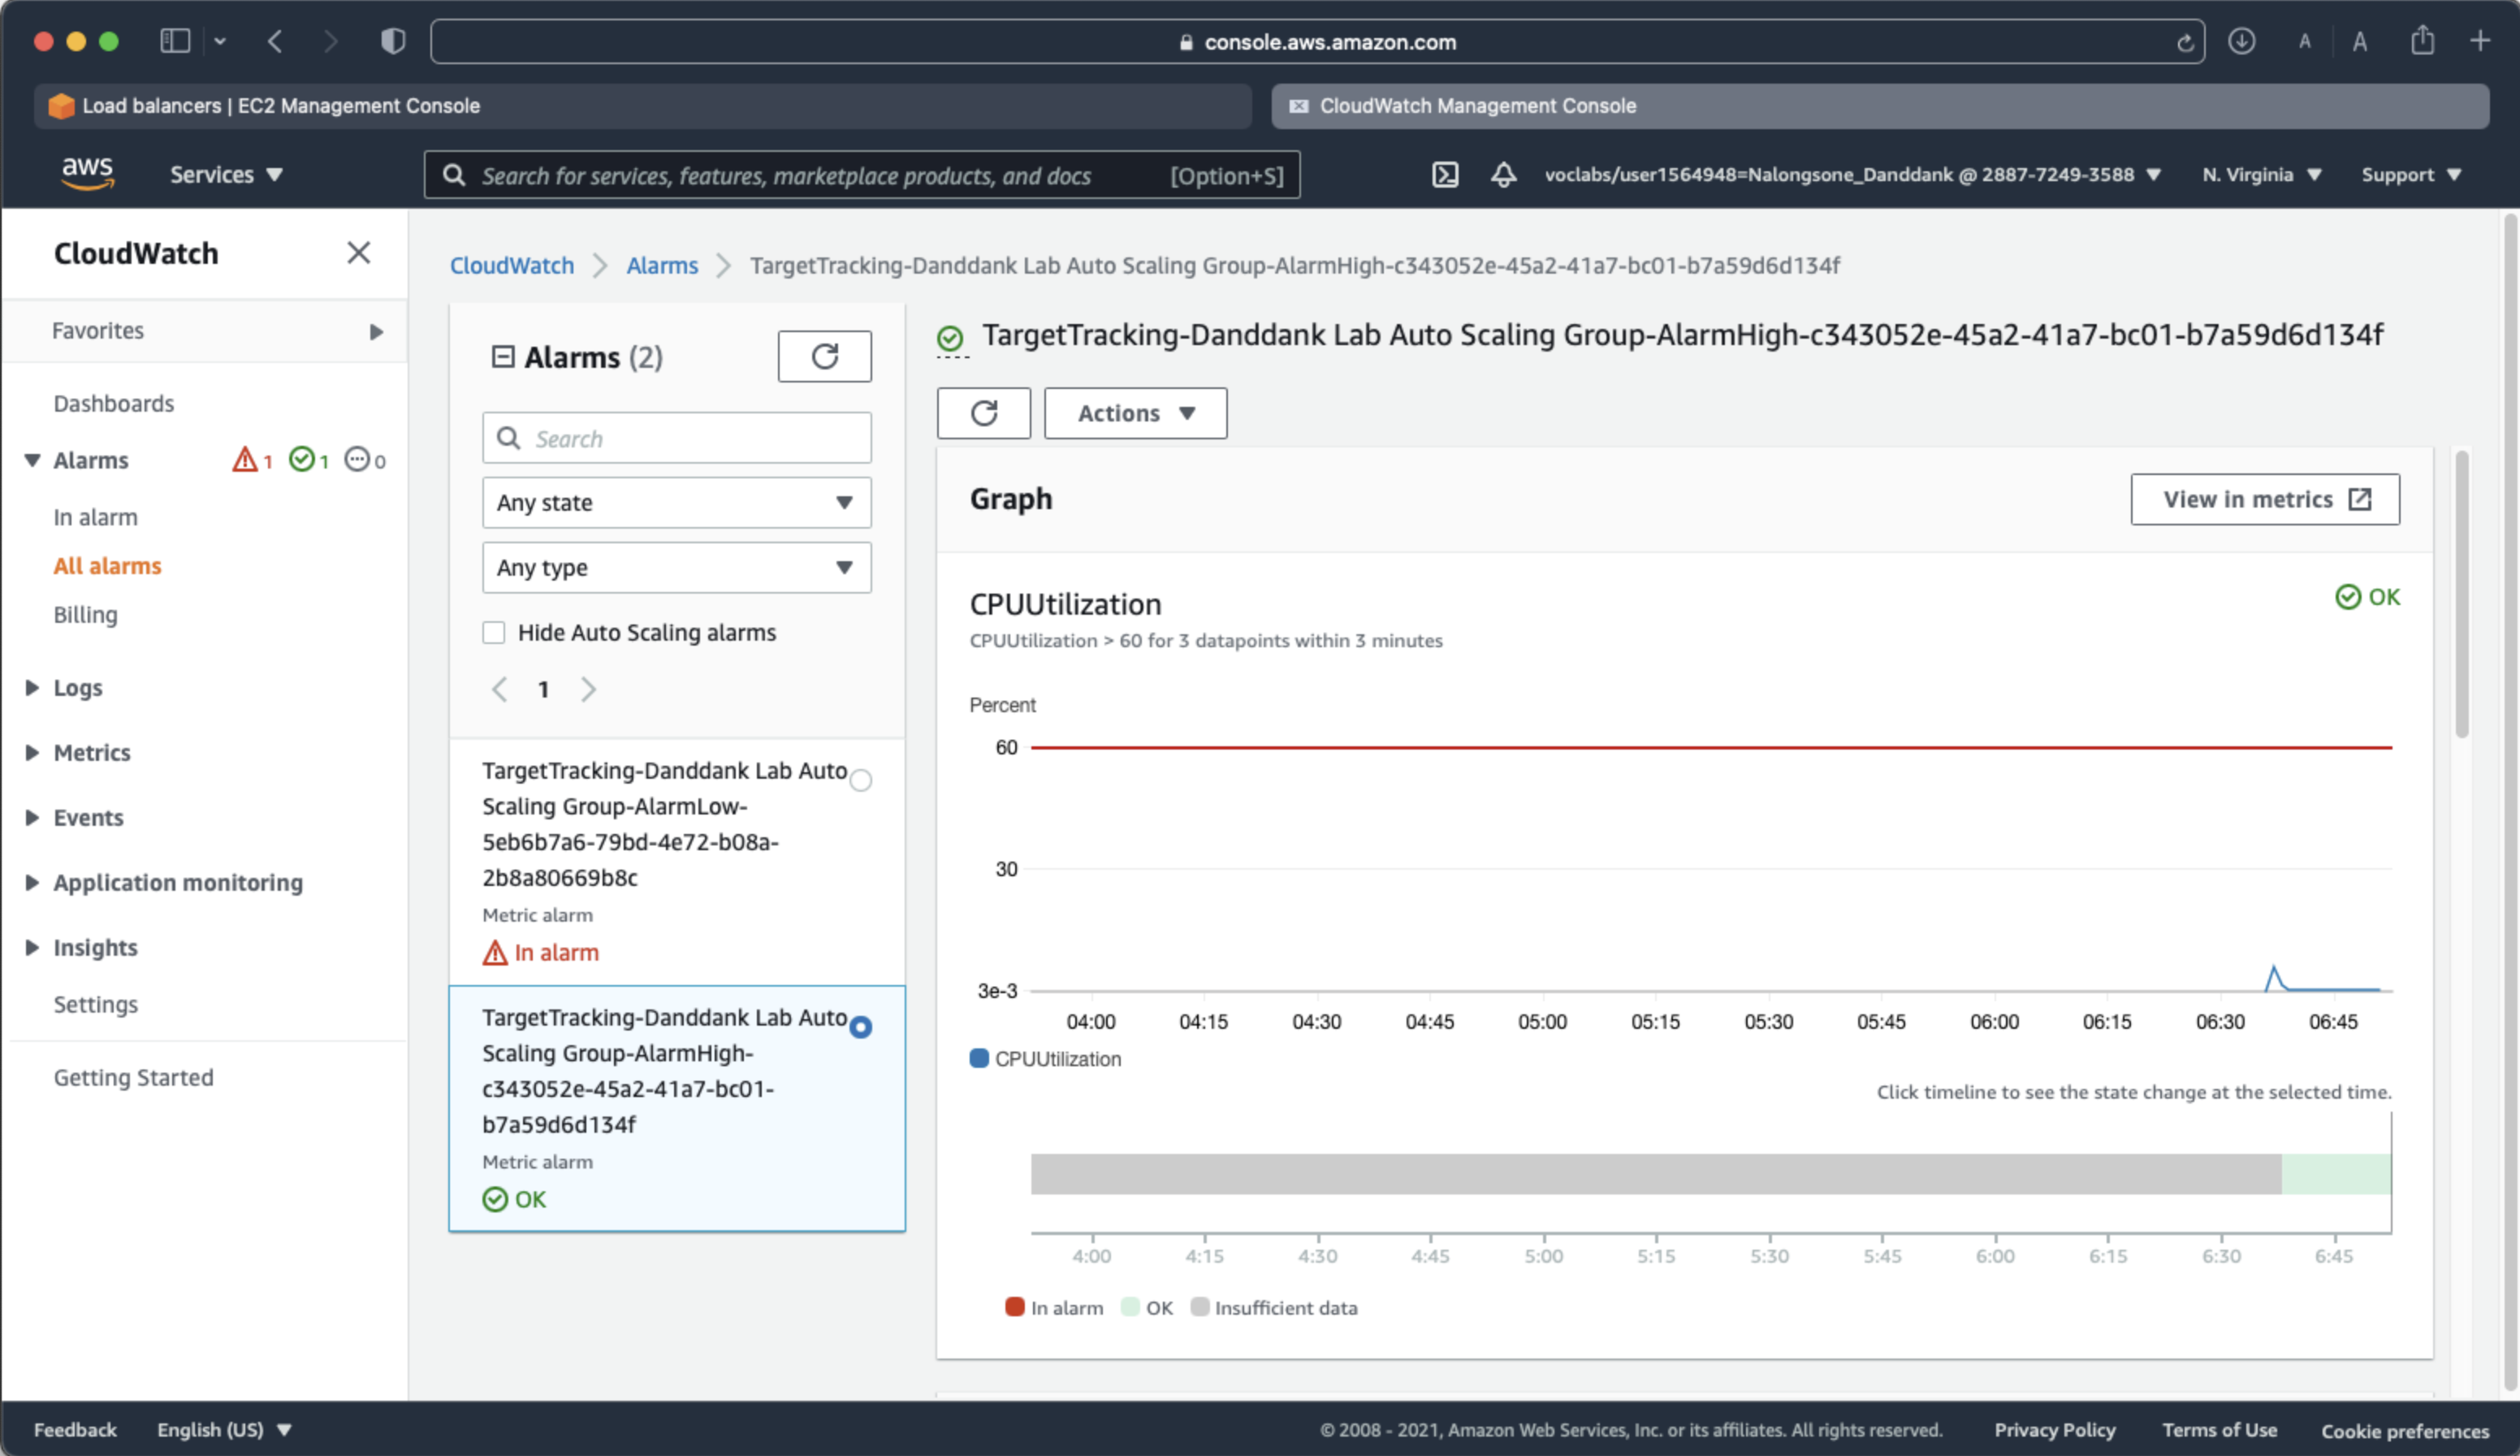 console.aws.amazon.com
A
A
Load balancers | EC2 Management Console
CloudWatch Management Console
aws
Services
Search for services, features, marketplace products, and docs
[Option+S]
voclabs/user1564948=Nalongsone_Danddank @ 2887-7249-3588
N. Virginia
Support
CloudWatch
Favorites
Dashboards
Alarms
1
1
0
In alarm
All alarms
Billing
Logs
Metrics
Events
Application monitoring
Insights
Settings
Getting Started
CloudWatch
Alarms
TargetTracking-Danddank Lab Auto Scaling Group-AlarmHigh-c343052e-45a2-41a7-bc01-b7a59d6d134f
Alarms (2)
Search
Any state
Any type
Hide Auto Scaling alarms
1
TargetTracking-Danddank Lab Auto
Scaling Group-AlarmLow-
5eb6b7a6-79bd-4e72-b08a-
2b8a80669b8c
Metric alarm
In alarm
TargetTracking-Danddank Lab Auto
Scaling Group-AlarmHigh-
c343052e-45a2-41a7-bc01-
b7a59d6d134f
Metric alarm
OK
TargetTracking-Danddank Lab Auto Scaling Group-AlarmHigh-c343052e-45a2-41a7-bc01-b7a59d6d134f
Actions
Graph
View in metrics
CPUUtilization
OK
CPUUtilization > 60 for 3 datapoints within 3 minutes
Percent
60
30
3e-3
04:00 04:15 04:30 04:45 05:00 05:15 05:30 05:45 06:00 06:15 06:30 06:45
CPUUtilization
Click timeline to see the state change at the selected time.
4:00 4:15 4:30 4:45 5:00 5:15 5:30 5:45 6:00 6:15 6:30 6:45
In alarm OK Insufficient data
Feedback
English (US)
© 2008 - 2021, Amazon Web Services, Inc. or its affiliates. All rights reserved.
Privacy Policy
Terms of Use
Cookie preferences